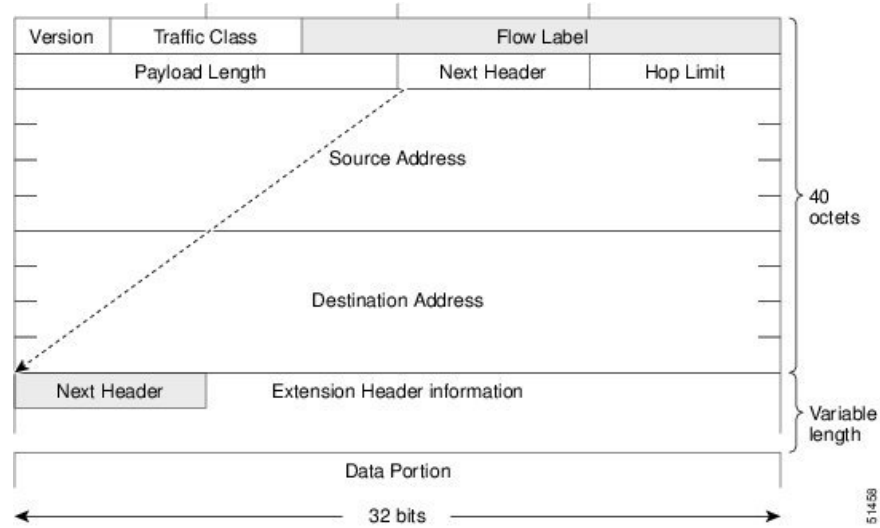 Version Traffic Class Flow Label
Payload Length Next Header Hop Limit
Source Address
40
octets
Destination Address
Next Header Extension Header information
Variable
length
Data Portion
32 bits
51458